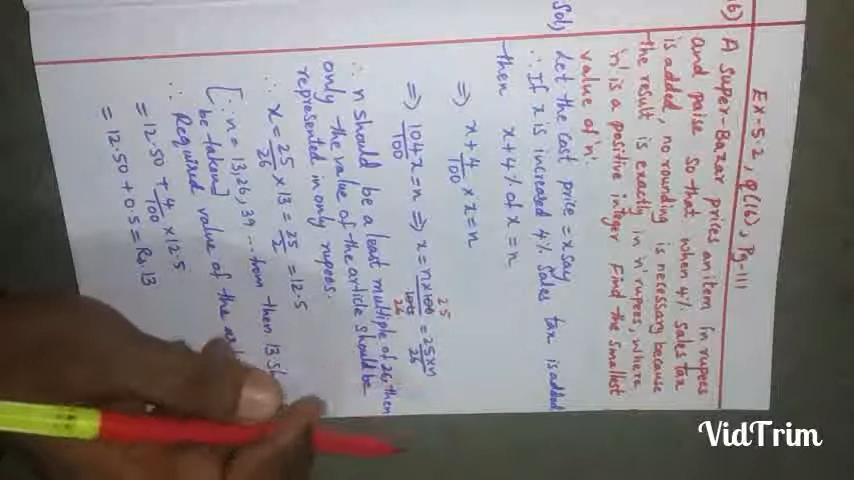 Ex-5.2, Q(16), Pg-111
16) A Super-Bazar prices an item in rupees
and paise so that when 4% sales tax
is added, no rounding is necessary because
the result is exactly in 'n' rupees, where
'n' is a positive integer Find the smallest
value of 'n'.
Sol) Let the cost price = x say
∴ If x is increased 4% Sales tax is added
then x+4% of x = n
⇒ x + 4/100 × x = n
⇒ 104x/100 = n ⇒ x = n×100/104 = 25×n/26
25
26
∴ n should be a least multiple of 26, then
only the value of the article should be
represented in only rupees.
∴ x = 25/26 × 13 = 25/2 = 12.5
[∵ n = 13, 26, 39 ... from then 13
be taken]
∴ Required value of the
= 12.50 + 4/100 × 12.5
= 12.50 + 0.5 = Rs. 13
VidTrim